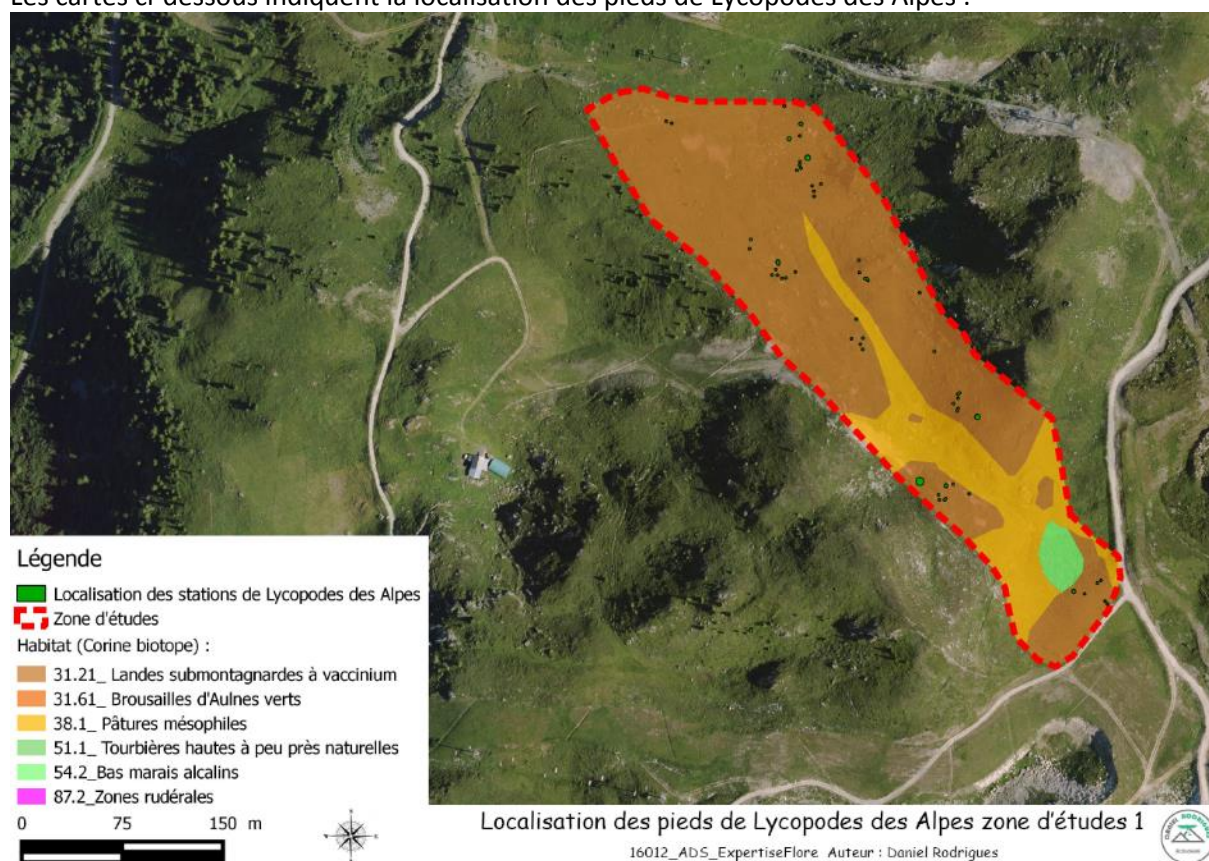 Les cartes ci-dessous indiquent la localisation des pieds de Lycopodes des Alpes :
Légende
Localisation des stations de Lycopodes des Alpes
Zone d'études
Habitat (Corine biotope) :
31.21_ Landes submontagnardes à vaccinium
31.61_ Brousailles d'Aulnes verts
38.1_ Pâtures mésophiles
51.1_ Tourbières hautes à peu près naturelles
54.2_Bas marais alcalins
87.2_Zones rudérales
0 75 150 m
Localisation des pieds de Lycopodes des Alpes zone d'études 1
16012_ADS_ExpertiseFlore Auteur : Daniel Rodrigues